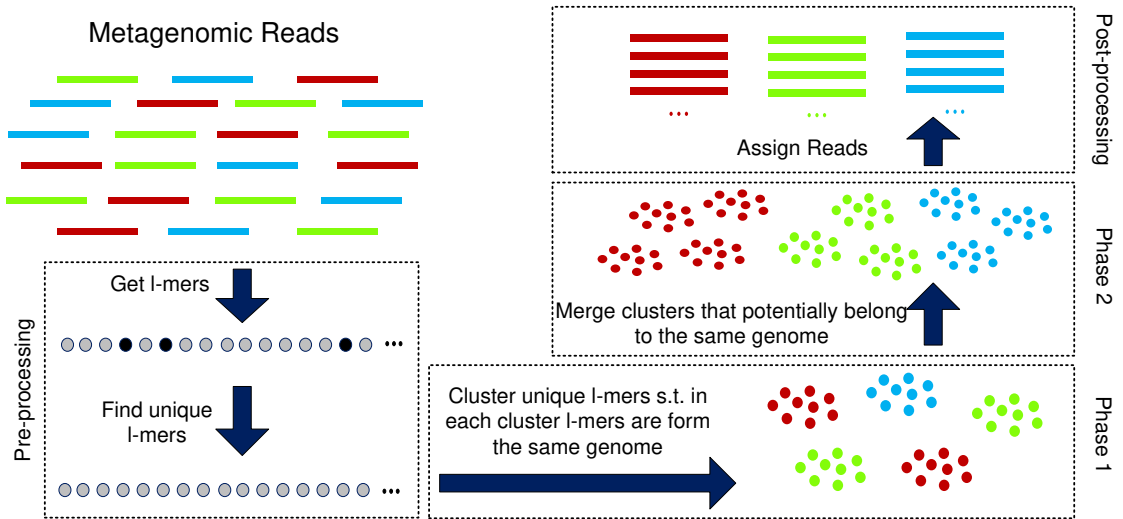 Metagenomic Reads
Get l-mers
Find unique
l-mers
Pre-processing
Cluster unique l-mers s.t. in
each cluster l-mers are form
the same genome
Phase 1
Merge clusters that potentially belong
to the same genome
Phase 2
Assign Reads
Post-processing